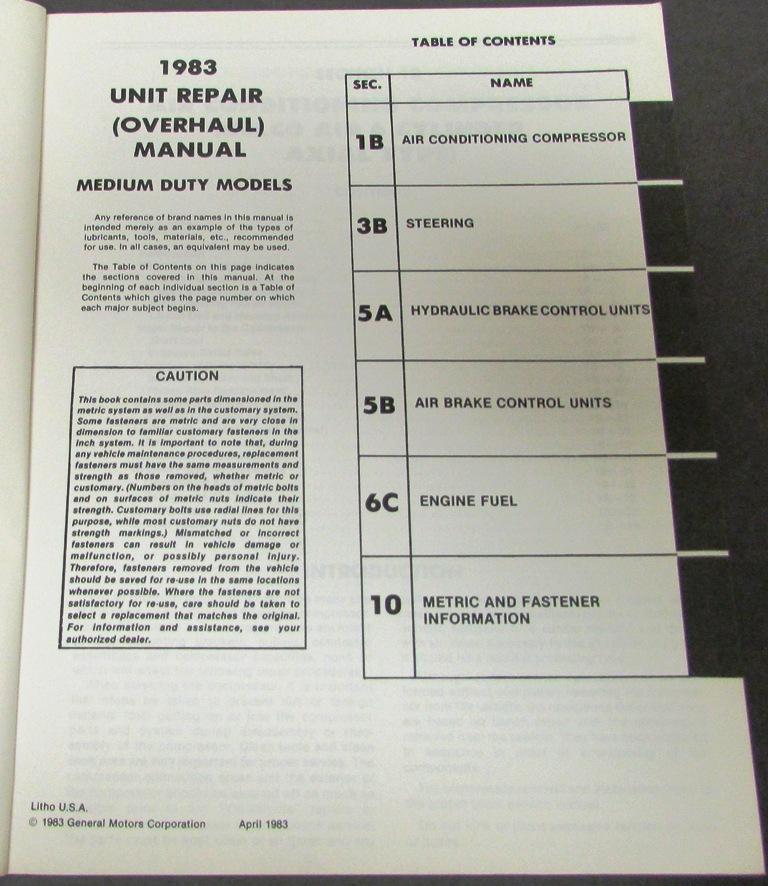 1983
UNIT REPAIR
(OVERHAUL)
MANUAL
MEDIUM DUTY MODELS
Any reference of brand names in this manual is
intended merely as an example of the types of
lubricants, tools, materials, etc., recommended
for use. In all cases, an equivalent may be used.
The Table of Contents on this page indicates
the sections covered in this manual. At the
beginning of each individual section is a Table of
Contents which gives the page number on which
each major subject begins.
CAUTION
This book contains some parts dimensioned in the
metric system as well as in the customary system.
Some fasteners are metric and are very close in
dimension to familiar customary fasteners in the
inch system. It is important to note that, during
any vehicle maintenance procedures, replacement
fasteners must have the same measurements and
strength as those removed, whether metric or
customary. (Numbers on the heads of metric bolts
and on surfaces of metric nuts indicate their
strength. Customary bolts use radial lines for this
purpose, while most customary nuts do not have
strength markings.) Mismatched or incorrect
fasteners can result in vehicle damage or
malfunction, or possibly personal injury.
Therefore, fasteners removed from the vehicle
should be saved for re-use in the same locations
whenever possible. Where the fasteners are not
satisfactory for re-use, care should be taken to
select a replacement that matches the original.
For information and assistance, see your
authorized dealer.
Litho U.S.A.
© 1983 General Motors Corporation April 1983
TABLE OF CONTENTS
SEC. NAME
1B AIR CONDITIONING COMPRESSOR
3B STEERING
5A HYDRAULIC BRAKE CONTROL UNITS
5B AIR BRAKE CONTROL UNITS
6C ENGINE FUEL
10 METRIC AND FASTENER
INFORMATION